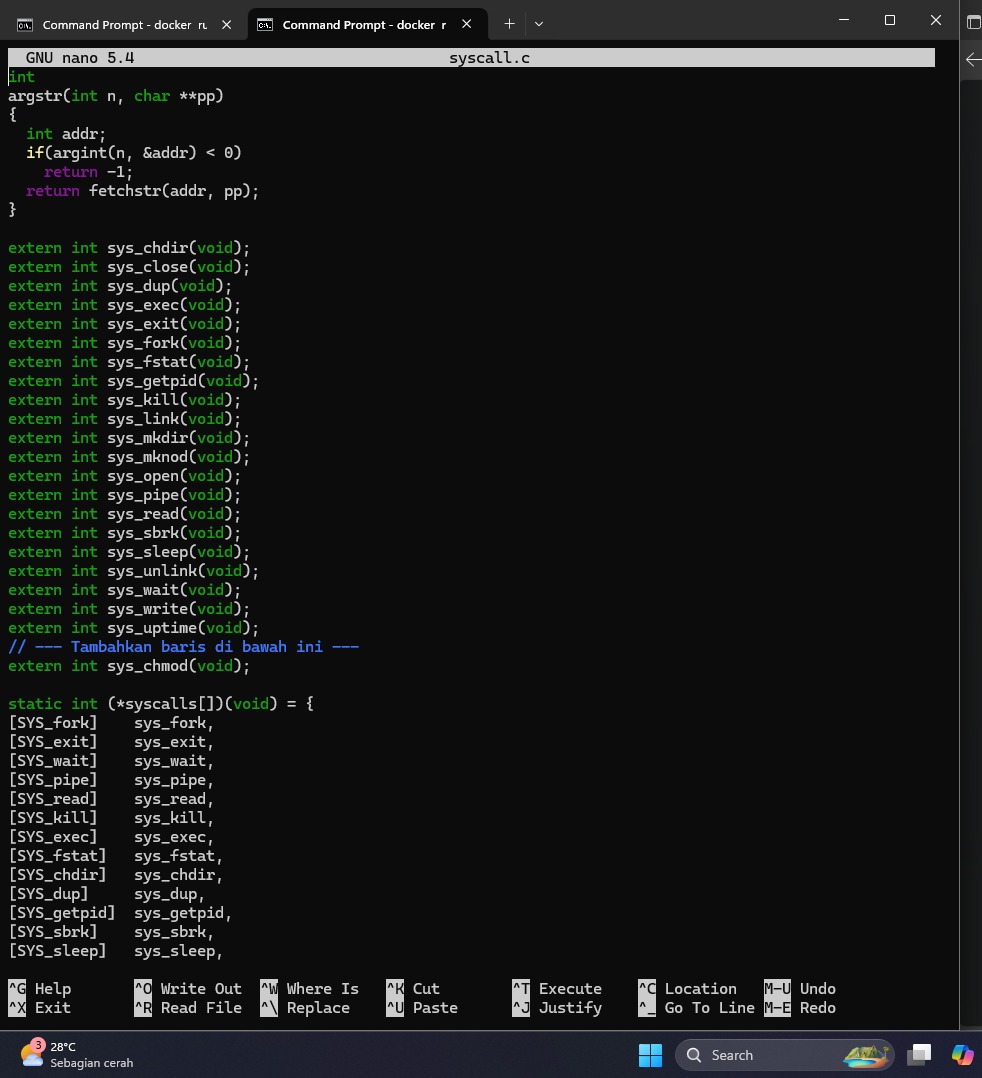 Command Prompt - docker ru
Command Prompt - docker r
GNU nano 5.4 syscall.c
int
argstr(int n, char **pp)
{
  int addr;
  if(argint(n, &addr) < 0)
    return -1;
  return fetchstr(addr, pp);
}
extern int sys_chdir(void);
extern int sys_close(void);
extern int sys_dup(void);
extern int sys_exec(void);
extern int sys_exit(void);
extern int sys_fork(void);
extern int sys_fstat(void);
extern int sys_getpid(void);
extern int sys_kill(void);
extern int sys_link(void);
extern int sys_mkdir(void);
extern int sys_mknod(void);
extern int sys_open(void);
extern int sys_pipe(void);
extern int sys_read(void);
extern int sys_sbrk(void);
extern int sys_sleep(void);
extern int sys_unlink(void);
extern int sys_wait(void);
extern int sys_write(void);
extern int sys_uptime(void);
// --- Tambahkan baris di bawah ini ---
extern int sys_chmod(void);
static int (*syscalls[])(void) = {
[SYS_fork]    sys_fork,
[SYS_exit]    sys_exit,
[SYS_wait]    sys_wait,
[SYS_pipe]    sys_pipe,
[SYS_read]    sys_read,
[SYS_kill]    sys_kill,
[SYS_exec]    sys_exec,
[SYS_fstat]   sys_fstat,
[SYS_chdir]   sys_chdir,
[SYS_dup]     sys_dup,
[SYS_getpid]  sys_getpid,
[SYS_sbrk]    sys_sbrk,
[SYS_sleep]   sys_sleep,
^G Help ^O Write Out ^W Where Is ^K Cut ^T Execute ^C Location M-U Undo
^X Exit ^R Read File ^\ Replace ^U Paste ^J Justify ^_ Go To Line M-E Redo
3
28°C
Sebagian cerah
Search